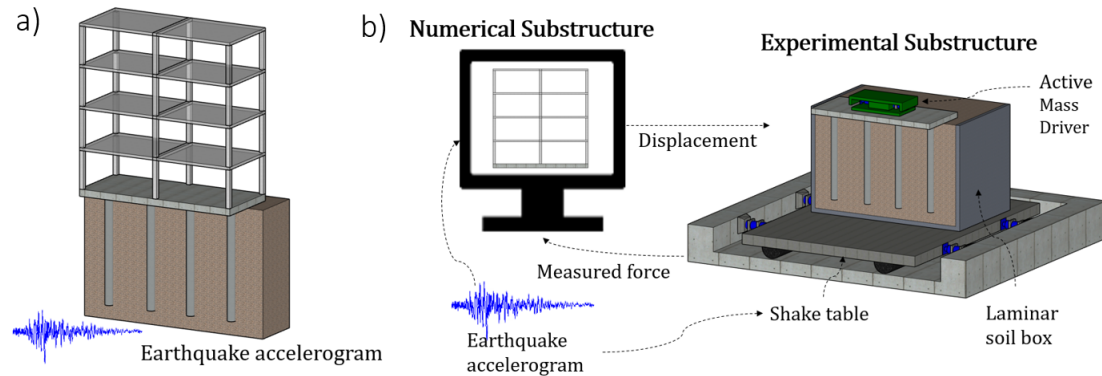 a)
Earthquake accelerogram
b)
Numerical Substructure
Experimental Substructure
Displacement
Active
Mass
Driver
Measured force
Earthquake
accelerogram
Shake table
Laminar
soil box